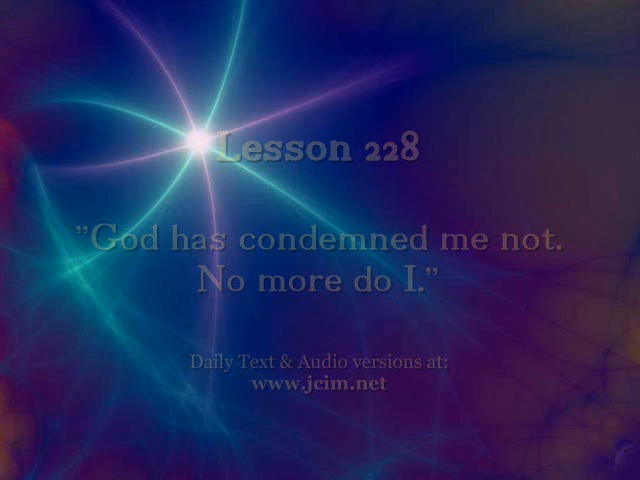 Lesson 228
"God has condemned me not.
No more do I."
Daily Text & Audio versions at:
www.jcim.net